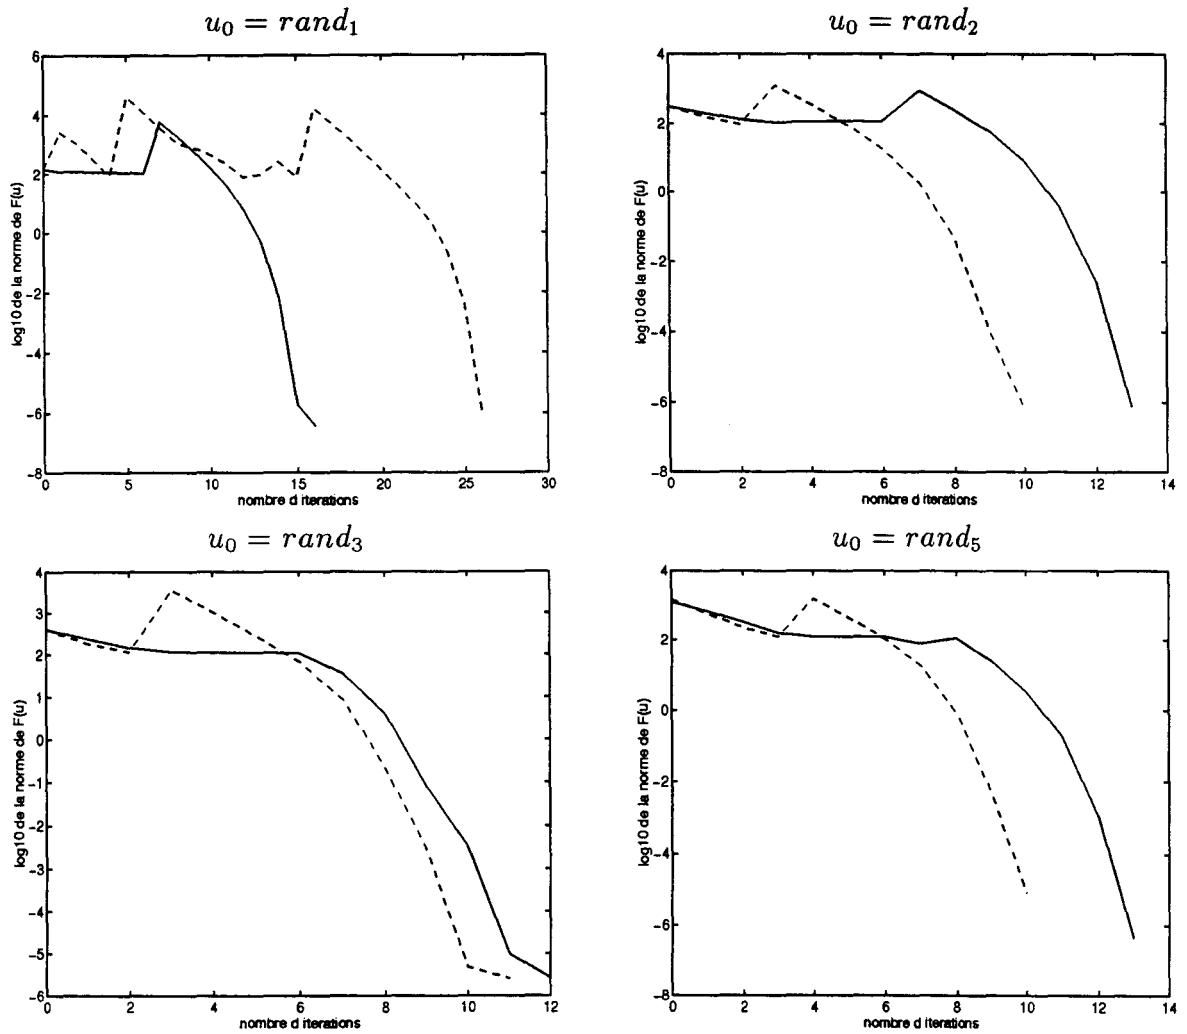 u_0 = rand_1
6
4
2
0
-2
-4
-6
-8
log10 de la norme de F(u)
0 5 10 15 20 25 30
nombre d iterations
u_0 = rand_2
4
2
0
-2
-4
-6
-8
log10 de la norme de F(u)
0 2 4 6 8 10 12 14
nombre d iterations
u_0 = rand_3
4
3
2
1
0
-1
-2
-3
-4
-5
-6
log10 de la norme de F(u)
0 2 4 6 8 10 12
nombre d iterations
u_0 = rand_5
4
2
0
-2
-4
-6
-8
log10 de la norme de F(u)
0 2 4 6 8 10 12 14
nombre d iterations